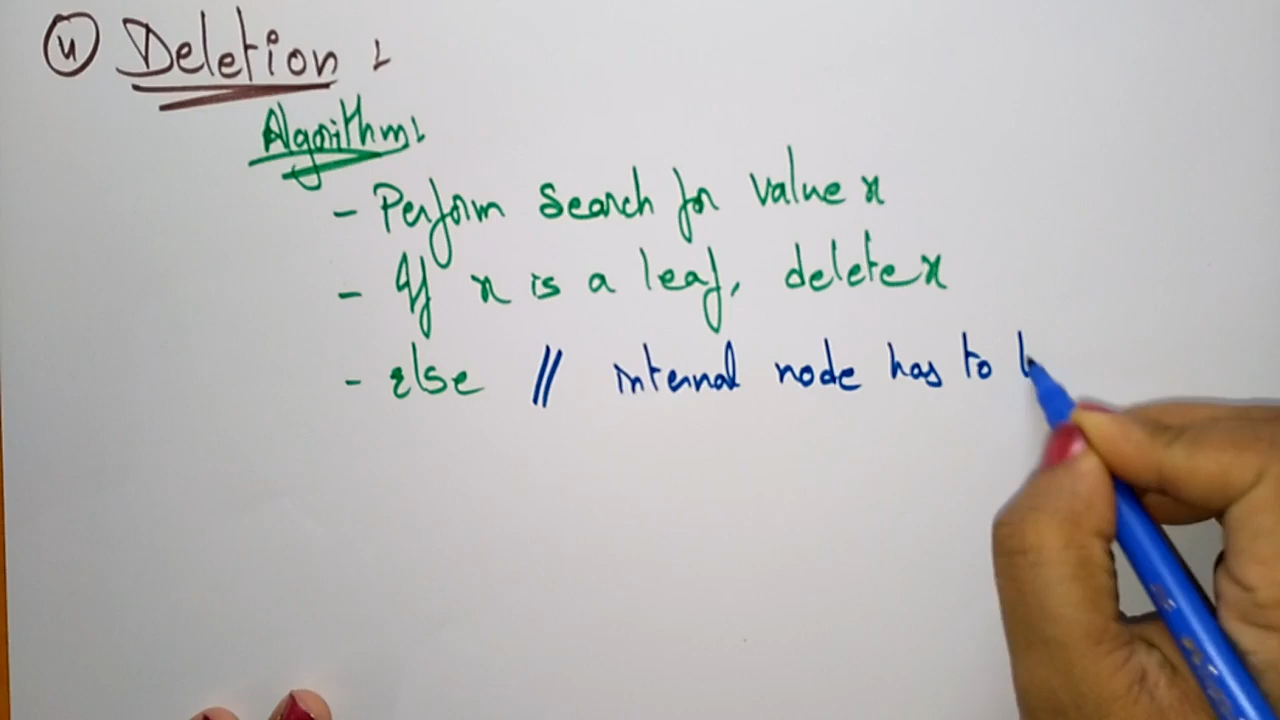 4 Deletion :
Algorithm:
- Perform search for value x
- If x is a leaf, delete x
- else // internal node has to